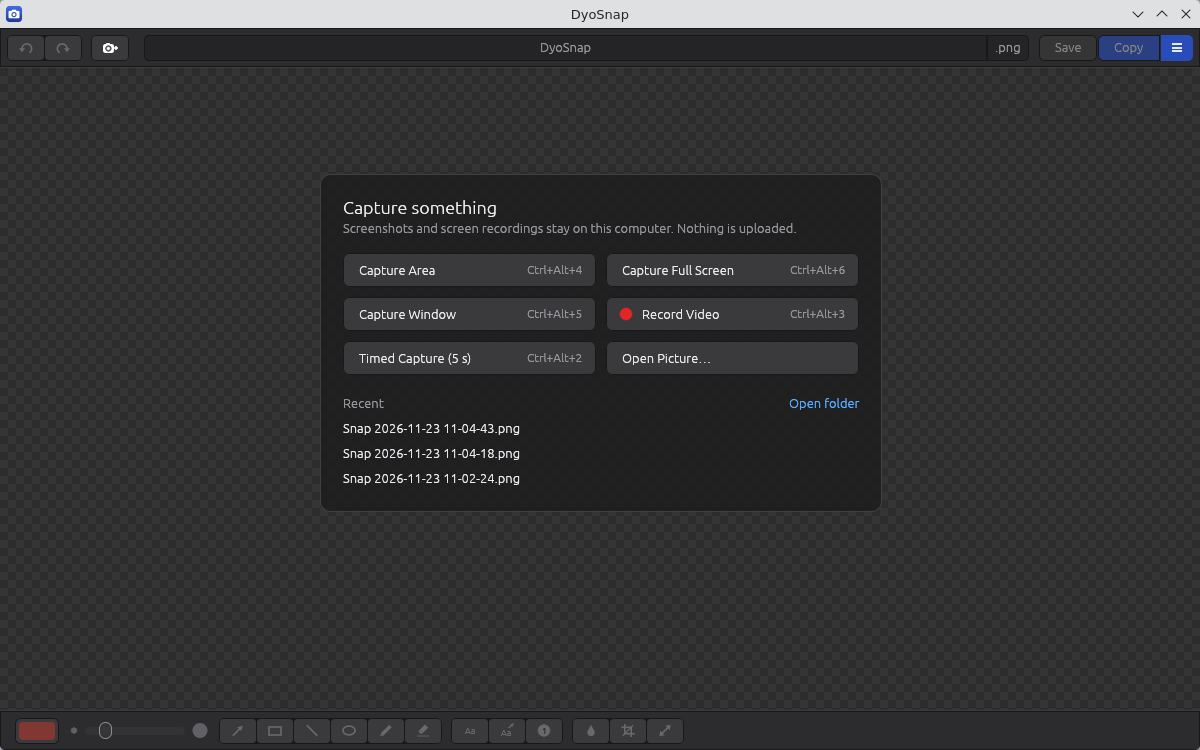 DyoSnap
DyoSnap .png Save Copy
Capture something
Screenshots and screen recordings stay on this computer. Nothing is uploaded.
Capture Area Ctrl+Alt+4 Capture Full Screen Ctrl+Alt+6
Capture Window Ctrl+Alt+5 Record Video Ctrl+Alt+3
Timed Capture (5 s) Ctrl+Alt+2 Open Picture…
Recent Open folder
Snap 2026-11-23 11-04-43.png
Snap 2026-11-23 11-04-18.png
Snap 2026-11-23 11-02-24.png
Aa Aa 1